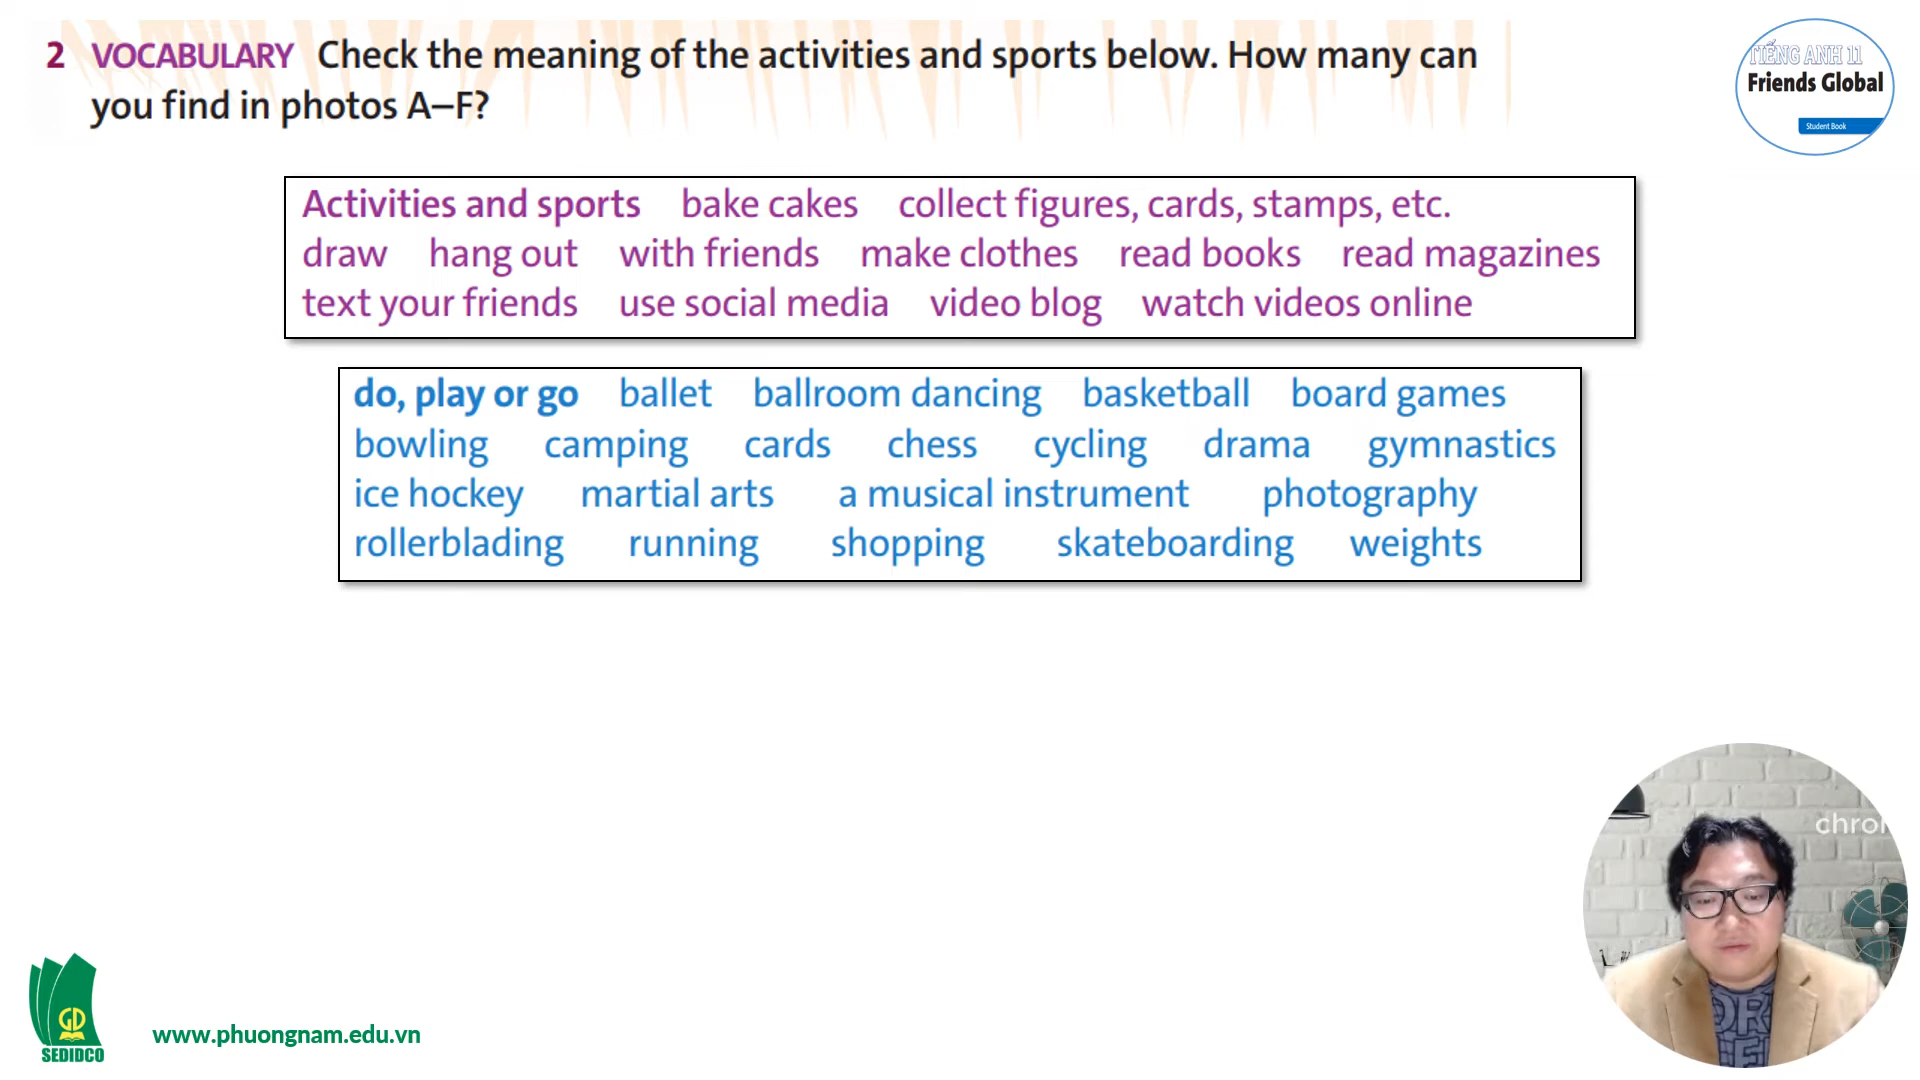 2 VOCABULARY Check the meaning of the activities and sports below. How many can
you find in photos A–F?
TIẾNG ANH 11
Friends Global
Student Book
Activities and sports bake cakes collect figures, cards, stamps, etc.
draw hang out with friends make clothes read books read magazines
text your friends use social media video blog watch videos online
do, play or go ballet ballroom dancing basketball board games
bowling camping cards chess cycling drama gymnastics
ice hockey martial arts a musical instrument photography
rollerblading running shopping skateboarding weights
GD
SEDIDCO
www.phuongnam.edu.vn